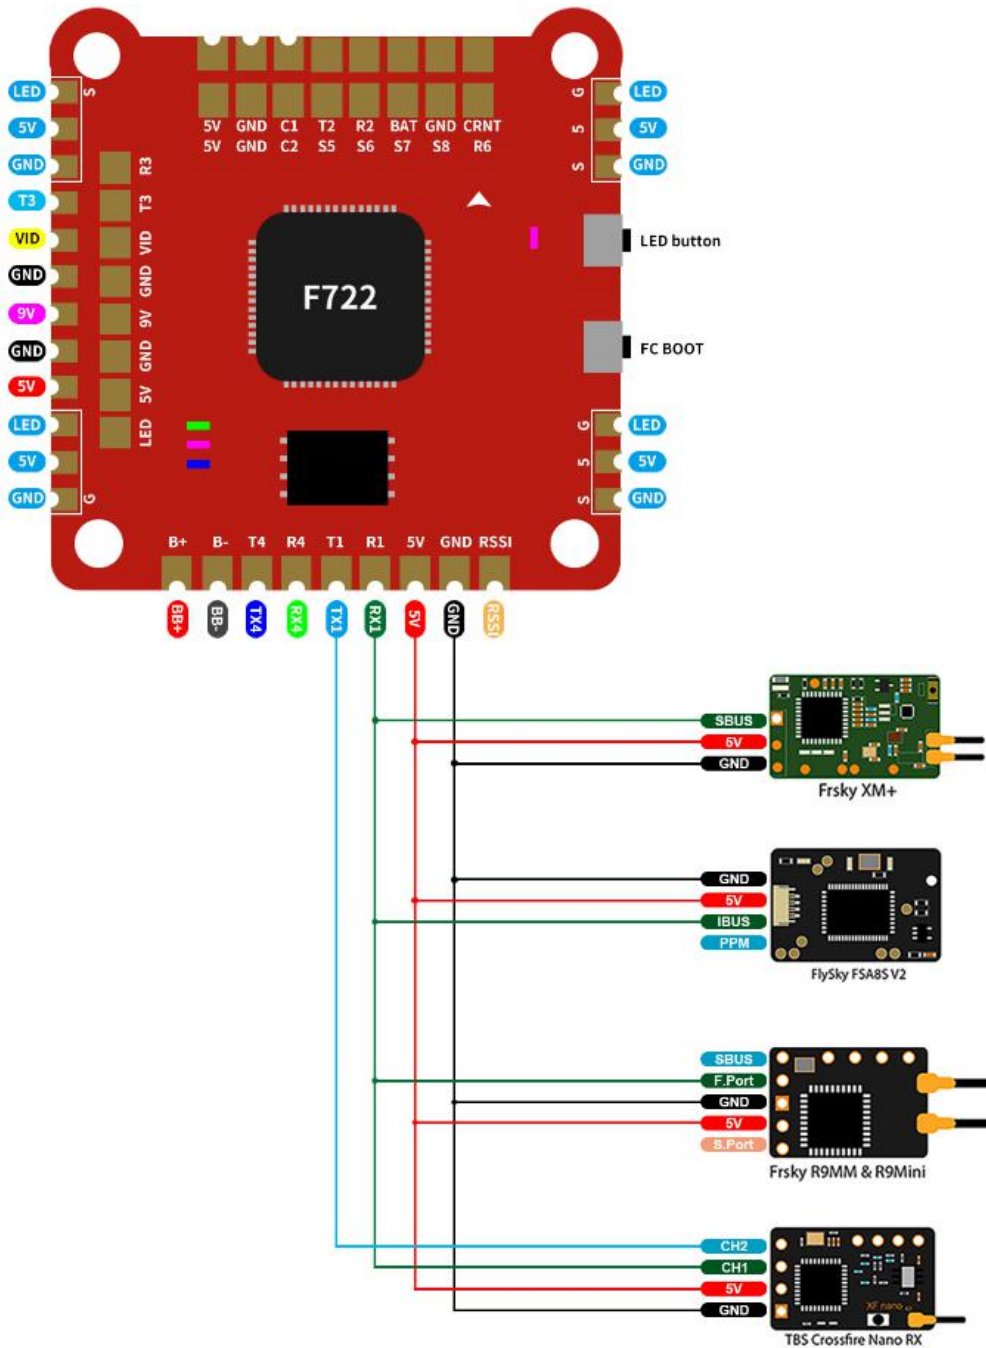 5V GND C1 T2 R2 BAT GND CRNT
5V GND C2 S5 S6 S7 S8 R6
LED
5V
GND
T3
VID
GND
9V
GND
5V
LED
5V
GND
S
R3
T3
VID
GND
9V
GND
5V
LED
G
F722
G
5
S
LED
5V
GND
LED button
FC BOOT
G
5
S
LED
5V
GND
B+ B- T4 R4 T1 R1 5V GND RSSI
BB+ BB- TX4 RX4 TX1 RX1 5V GND RSSI
SBUS
5V
GND
Frsky XM+
GND
5V
IBUS
PPM
FlySky FSA8S V2
SBUS
F.Port
GND
5V
S.Port
Frsky R9MM & R9Mini
CH2
CH1
5V
GND
XF nano
TBS Crossfire Nano RX